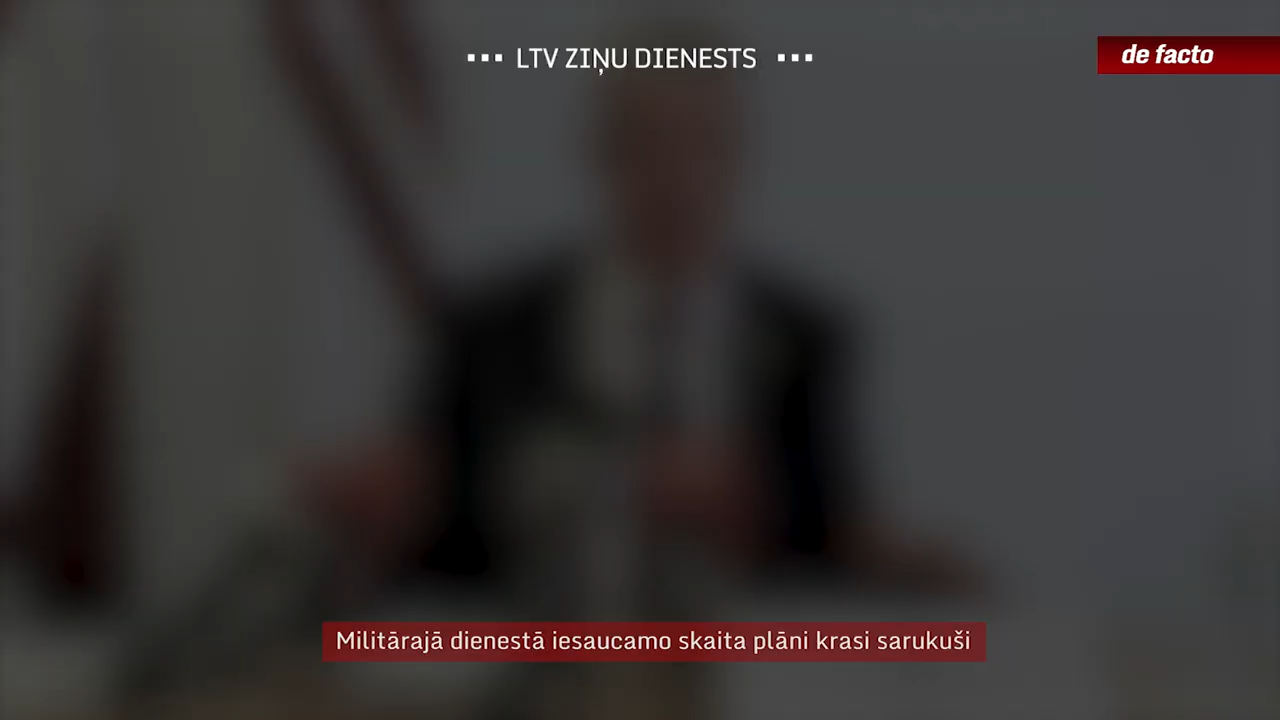 LTV ZIŅU DIENESTS
de facto
Militārajā dienestā iesaucamo skaita plāni krasi sarukuši